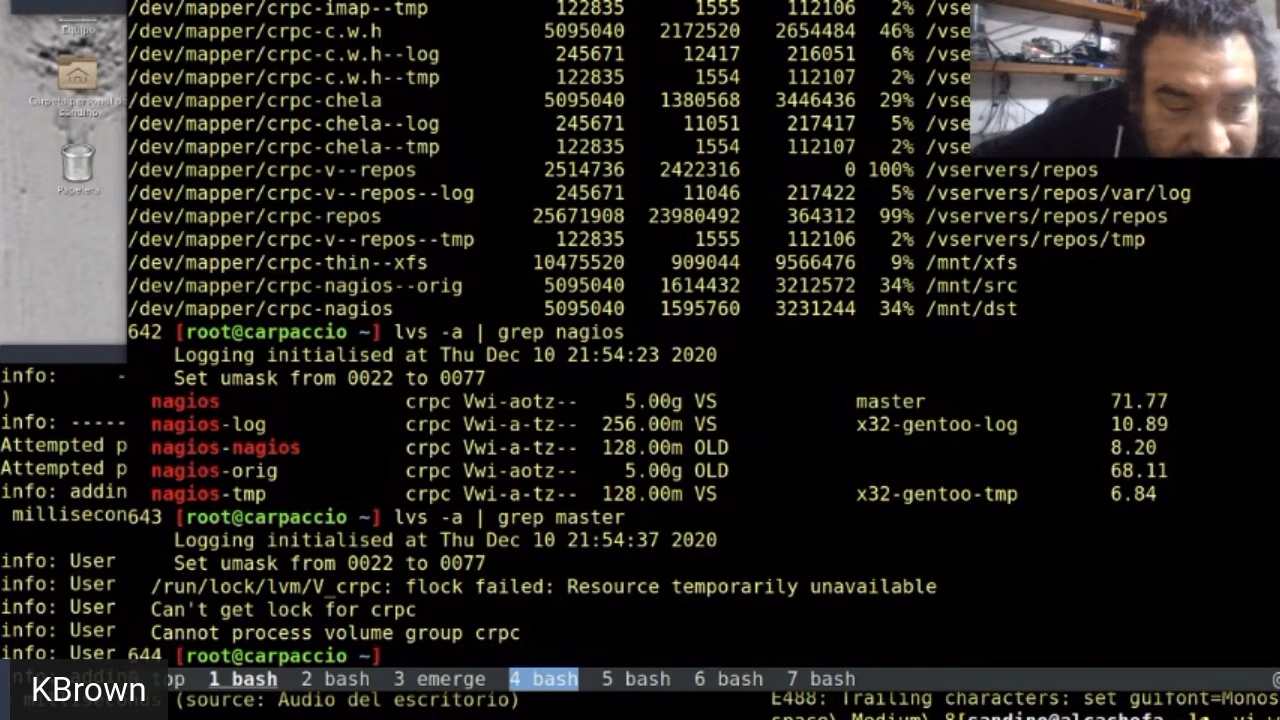 /dev/mapper/crpc-imap--tmp 122835 1555 112106 2% /vse
/dev/mapper/crpc-c.w.h 5095040 2172520 2654484 46% /vse
/dev/mapper/crpc-c.w.h--log 245671 12417 216051 6% /vse
/dev/mapper/crpc-c.w.h--tmp 122835 1554 112107 2% /vse
/dev/mapper/crpc-chela 5095040 1380568 3446436 29% /vse
/dev/mapper/crpc-chela--log 245671 11051 217417 5% /vse
/dev/mapper/crpc-chela--tmp 122835 1554 112107 2% /vse
/dev/mapper/crpc-v--repos 2514736 2422316 0 100% /vservers/repos
/dev/mapper/crpc-v--repos--log 245671 11046 217422 5% /vservers/repos/var/log
/dev/mapper/crpc-repos 25671908 23980492 364312 99% /vservers/repos/repos
/dev/mapper/crpc-v--repos--tmp 122835 1555 112106 2% /vservers/repos/tmp
/dev/mapper/crpc-thin--xfs 10475520 909044 9566476 9% /mnt/xfs
/dev/mapper/crpc-nagios--orig 5095040 1614432 3212572 34% /mnt/src
/dev/mapper/crpc-nagios 5095040 1595760 3231244 34% /mnt/dst
642 [root@carpaccio ~] lvs -a | grep nagios
Logging initialised at Thu Dec 10 21:54:23 2020
Set umask from 0022 to 0077
nagios crpc Vwi-aotz-- 5.00g VS master 71.77
nagios-log crpc Vwi-a-tz-- 256.00m VS x32-gentoo-log 10.89
nagios-nagios crpc Vwi-a-tz-- 128.00m OLD 8.20
nagios-orig crpc Vwi-aotz-- 5.00g OLD 68.11
nagios-tmp crpc Vwi-a-tz-- 128.00m VS x32-gentoo-tmp 6.84
643 [root@carpaccio ~] lvs -a | grep master
Logging initialised at Thu Dec 10 21:54:37 2020
Set umask from 0022 to 0077
/run/lock/lvm/V_crpc: flock failed: Resource temporarily unavailable
Can't get lock for crpc
Cannot process volume group crpc
644 [root@carpaccio ~]
op 1 bash 2 bash 3 emerge 4 bash 5 bash 6 bash 7 bash
Equipo
Carpeta personal de
sandino
Papelera
info: -
)
info: -----
Attempted p
Attempted p
info: addin
millisecon
info: User
info: User
info: User
info: User
info: User
KBrown
(source: Audio del escritorio)
E488: Trailing characters: set guifont=Monos